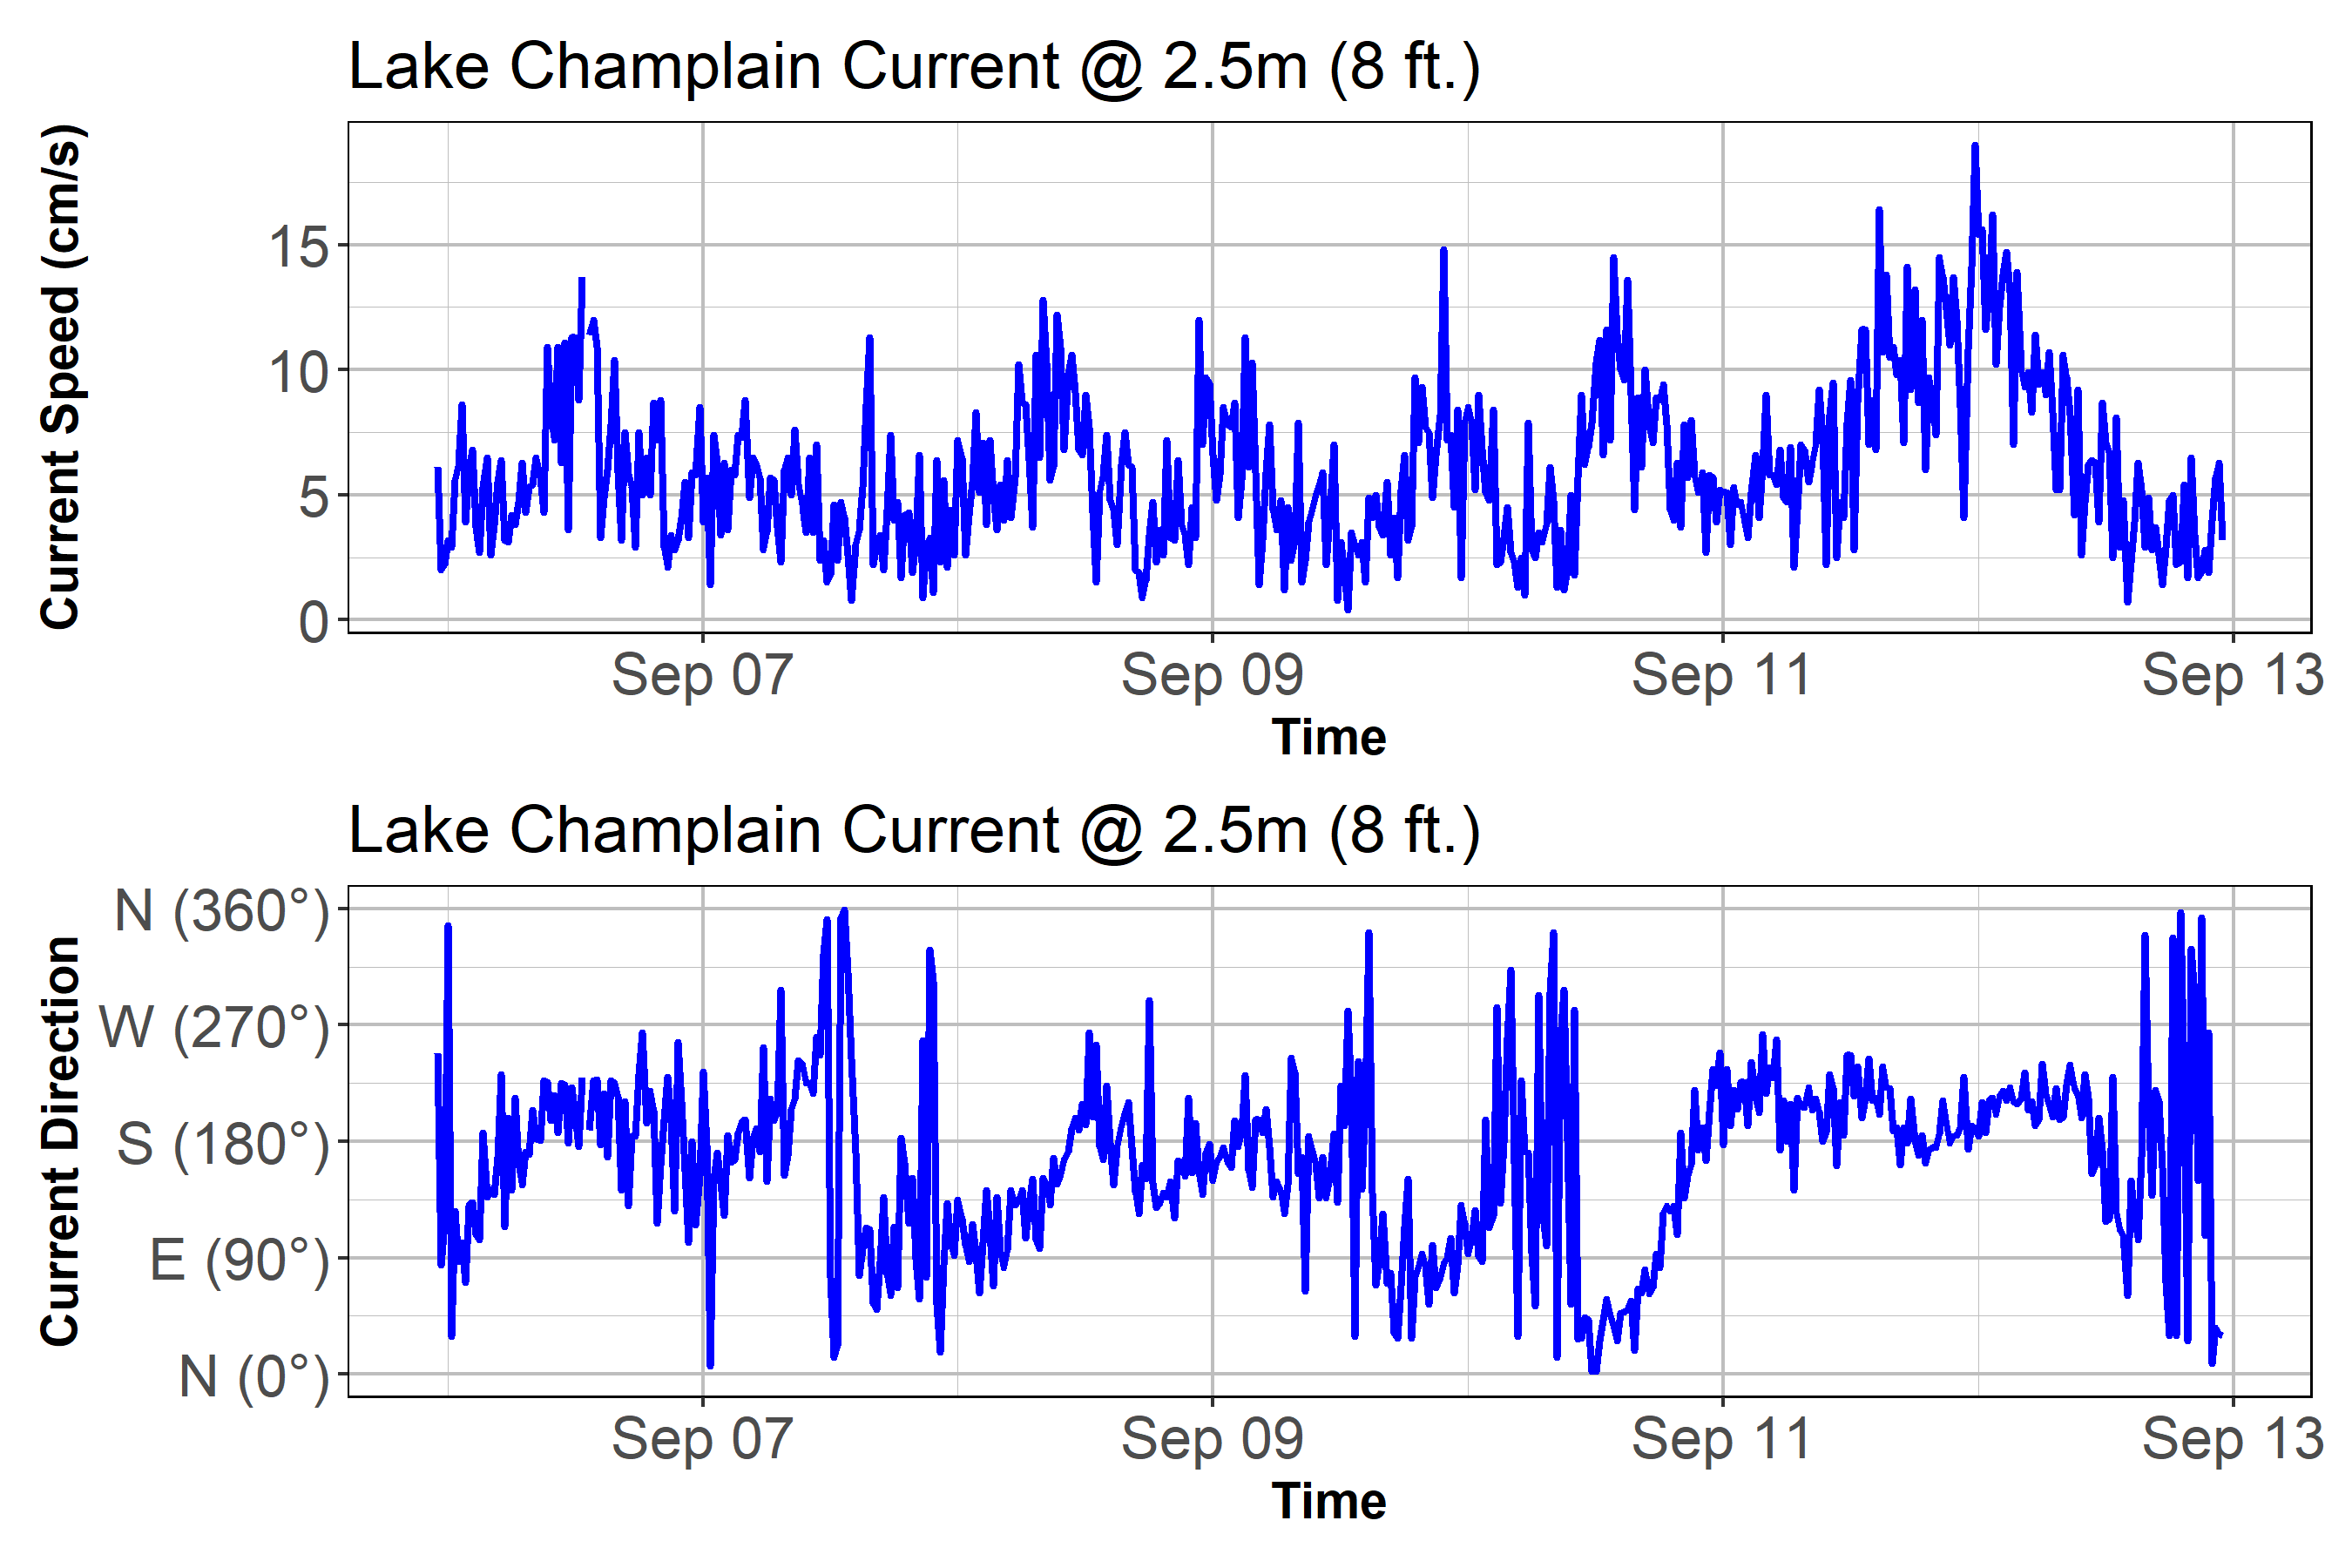 Lake Champlain Current @ 2.5m (8 ft.)
Current Speed (cm/s)
15
10
5
0
Sep 07 Sep 09 Sep 11 Sep 13
Time
Lake Champlain Current @ 2.5m (8 ft.)
Current Direction
N (360°)
W (270°)
S (180°)
E (90°)
N (0°)
Sep 07 Sep 09 Sep 11 Sep 13
Time